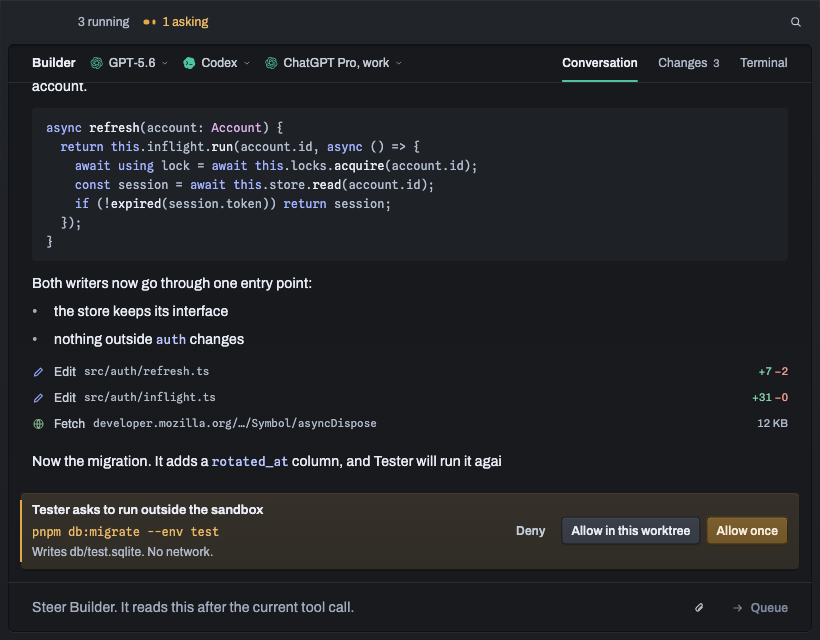 3 running 1 asking
Builder GPT-5.6 Codex ChatGPT Pro, work Conversation Changes 3 Terminal
account.
async refresh(account: Account) {
return this.inflight.run(account.id, async () => {
await using lock = await this.locks.acquire(account.id);
const session = await this.store.read(account.id);
if (!expired(session.token)) return session;
});
}
Both writers now go through one entry point:
• the store keeps its interface
• nothing outside auth changes
Edit src/auth/refresh.ts +7 −2
Edit src/auth/inflight.ts +31 −0
Fetch developer.mozilla.org/…/Symbol/asyncDispose 12 KB
Now the migration. It adds a rotated_at column, and Tester will run it agai
Tester asks to run outside the sandbox
pnpm db:migrate --env test
Writes db/test.sqlite. No network.
Deny Allow in this worktree Allow once
Steer Builder. It reads this after the current tool call. → Queue